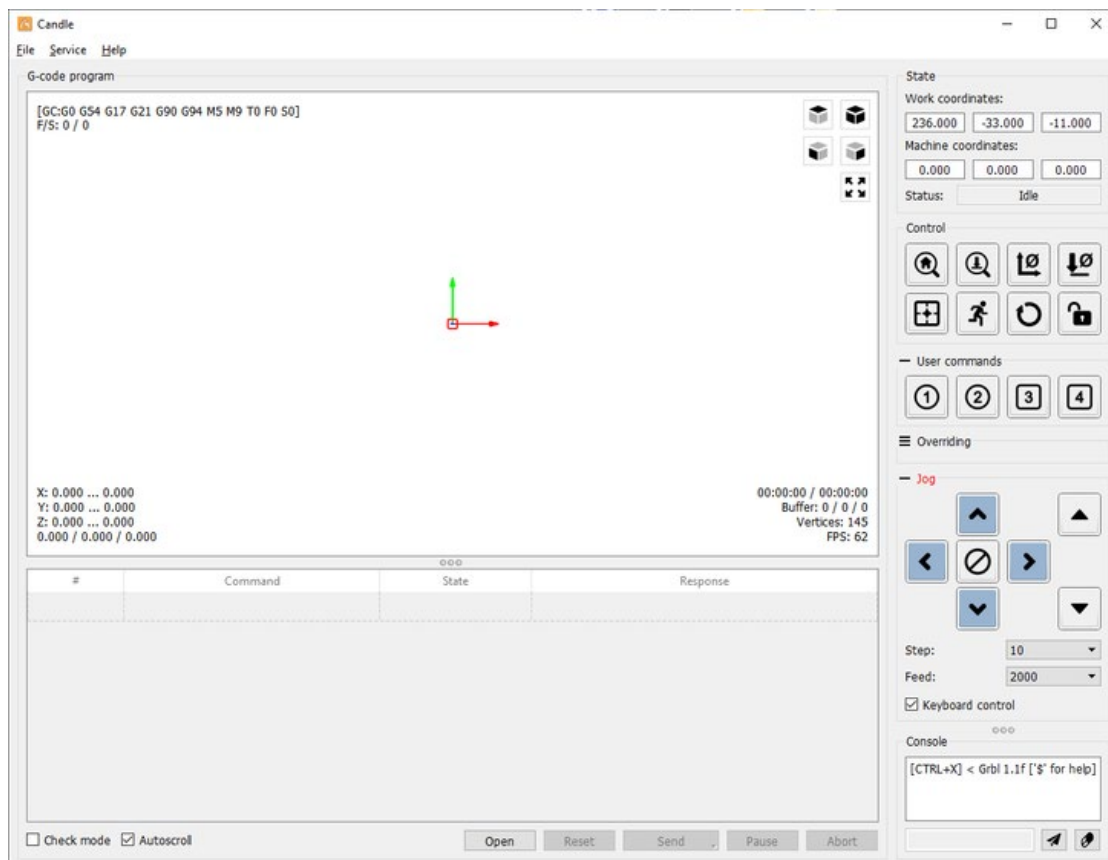 Candle
File Service Help
G-code program
[GC:G0 G54 G17 G21 G90 G94 M5 M9 T0 F0 S0]
F/S: 0 / 0
X: 0.000 ... 0.000
Y: 0.000 ... 0.000
Z: 0.000 ... 0.000
0.000 / 0.000 / 0.000
00:00:00 / 00:00:00
Buffer: 0 / 0 / 0
Vertices: 145
FPS: 62
# Command State Response
Check mode Autoscroll Open Reset Send Pause Abort
State
Work coordinates:
236.000 -33.000 -11.000
Machine coordinates:
0.000 0.000 0.000
Status: Idle
Control
User commands
1 2 3 4
Overriding
Jog
Step: 10
Feed: 2000
Keyboard control
Console
[CTRL+X] < Grbl 1.1f ['$' for help]